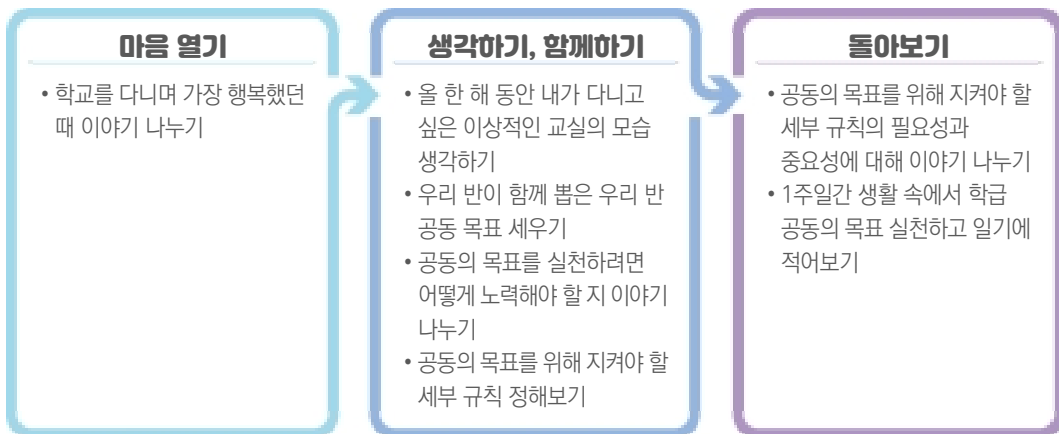 마음 열기
• 학교를 다니며 가장 행복했던
때 이야기 나누기
생각하기, 함께하기
• 올 한 해 동안 내가 다니고
싶은 이상적인 교실의 모습
생각하기
• 우리 반이 함께 뽑은 우리 반
공동 목표 세우기
• 공동의 목표를 실천하려면
어떻게 노력해야 할 지 이야기
나누기
• 공동의 목표를 위해 지켜야 할
세부 규칙 정해보기
돌아보기
• 공동의 목표를 위해 지켜야 할
세부 규칙의 필요성과
중요성에 대해 이야기 나누기
• 1주일간 생활 속에서 학급
공동의 목표 실천하고 일기에
적어보기